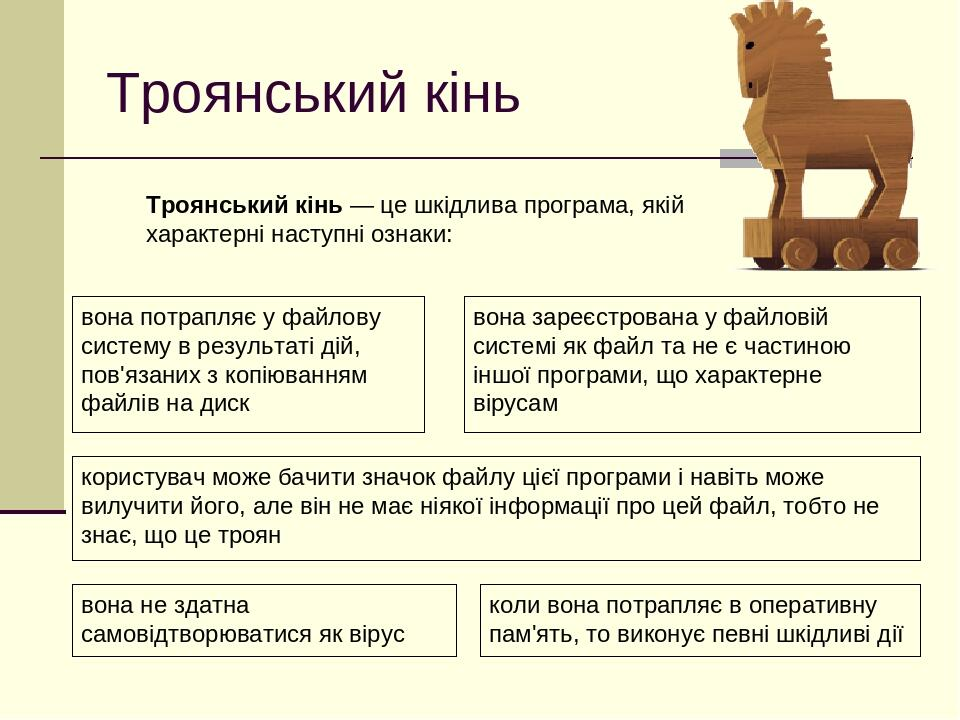 Троянський кінь
Троянський кінь — це шкідлива програма, якій
характерні наступні ознаки:
вона потрапляє у файлову
систему в результаті дій,
пов'язаних з копіюванням
файлів на диск
вона зареєстрована у файловій
системі як файл та не є частиною
іншої програми, що характерне
вірусам
користувач може бачити значок файлу цієї програми і навіть може
вилучити його, але він не має ніякої інформації про цей файл, тобто не
знає, що це троян
вона не здатна
самовідтворюватися як вірус
коли вона потрапляє в оперативну
пам'ять, то виконує певні шкідливі дії